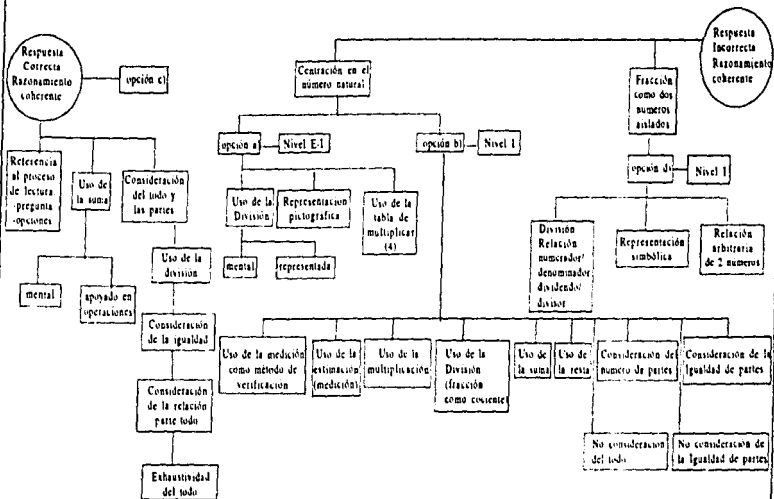 Respuesta
Correcta
Razonamiento
coherente
opción c)
Referencia
al proceso
de lectura.
-pregunta
-opciones
Uso de
la suma
Consideración
del todo y
las partes
mental
apoyado en
operaciones
Uso de la
división
Consideración
de la igualdad
Consideración
de la relación
parte todo
Exhaustividad
del todo
Centración en el
número natural
opción a)
Nivel E-I
Uso de la
División
Representacion
pictográfica
Uso de la
tabla de
multiplicar
(4)
mental
representada
opción b)
Nivel I
Uso de la medición
como método de
verificación
Uso de la
estimación
(medición)
Uso de la
multiplicación
Uso de la
División
(fracción
como cociente)
Uso de
la suma
Uso de
la resta
Consideración del
numero de partes
Consideración de la
Igualdad de partes
No consideracion
del todo
No consideración de
la Igualdad de partes
Respuesta
Incorrecta
Razonamiento
coherente
Fracción
como dos
numeros
aislados
opción d)
Nivel I
División
Relación
numerador/
denominador
dividendo/
divisor
Representación
simbólica
Relación
arbitraria
de 2 números